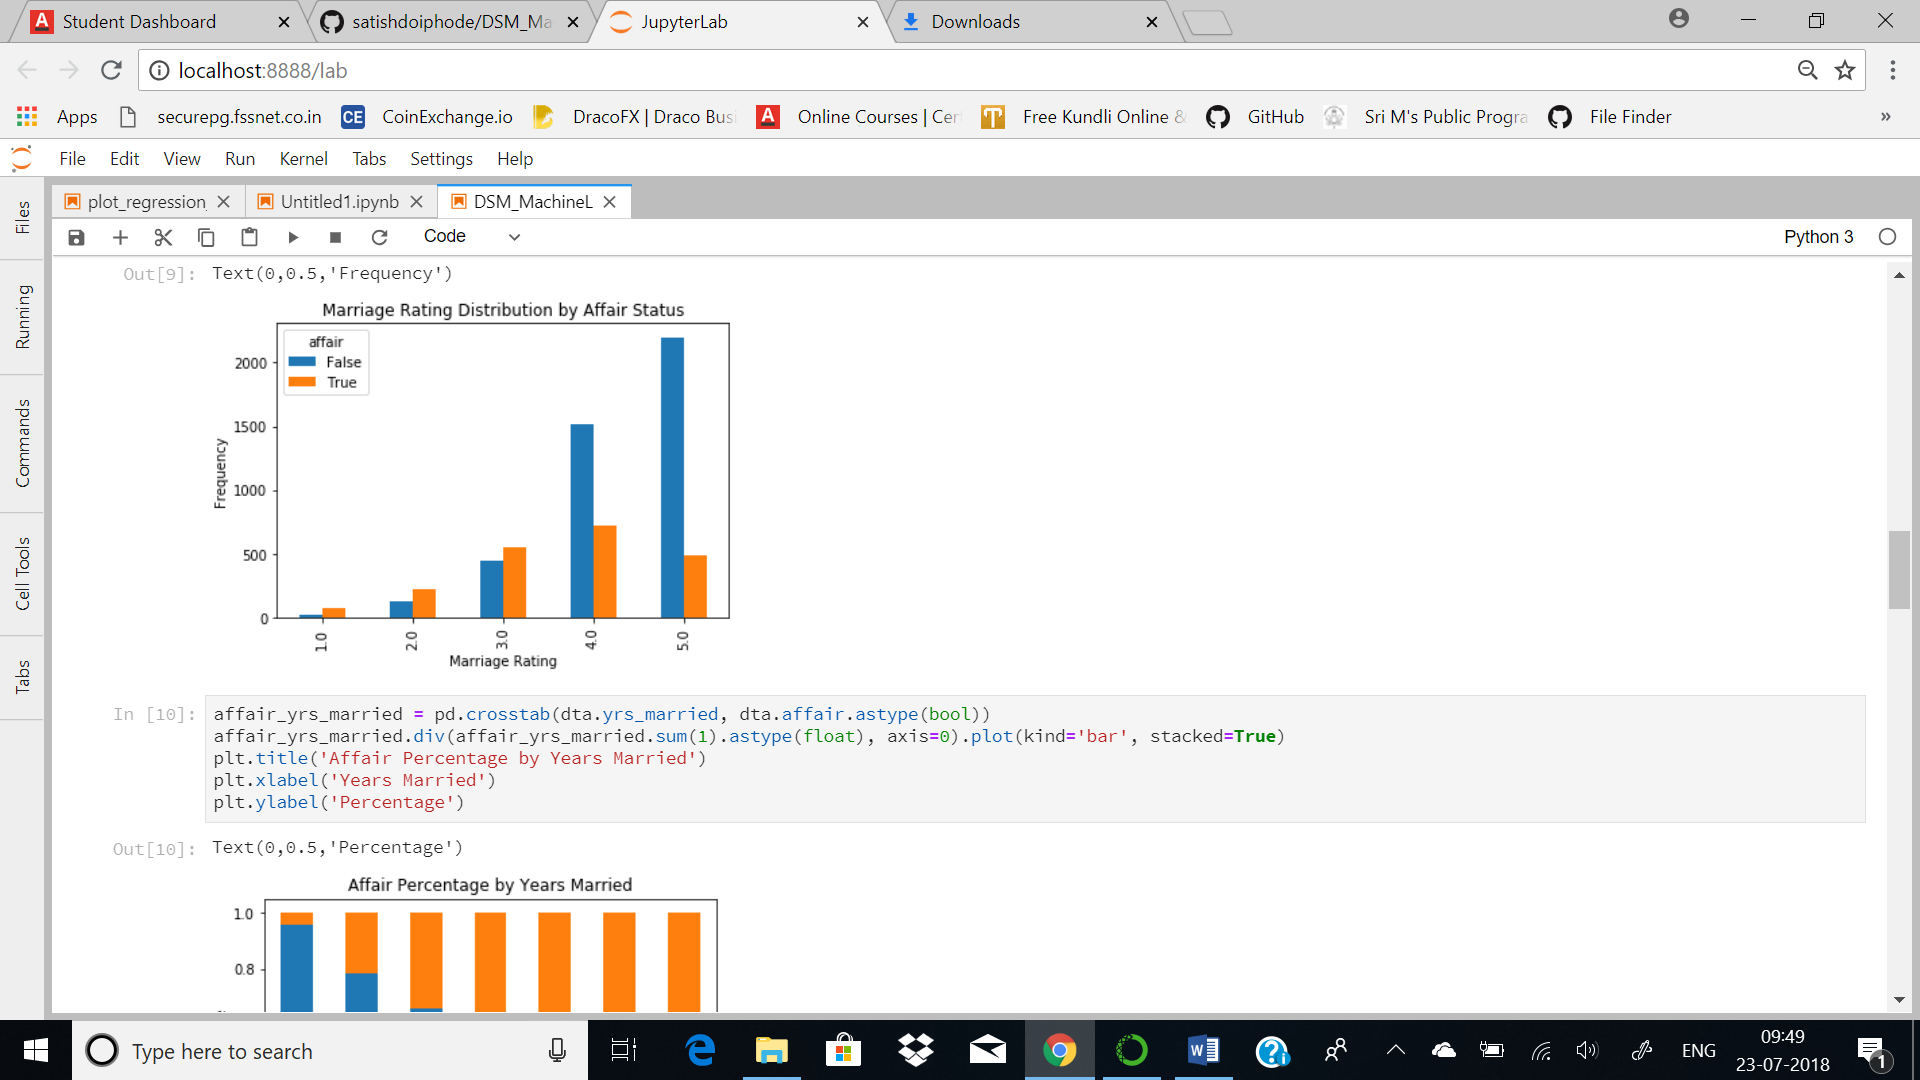 Student Dashboard
satishdoiphode/DSM_Ma
JupyterLab
Downloads
localhost:8888/lab
Apps
securepg.fssnet.co.in
CE
CoinExchange.io
DracoFX | Draco Busi
Online Courses | Cer
Free Kundli Online &
GitHub
Sri M's Public Progra
File Finder
»
File Edit View Run Kernel Tabs Settings Help
plot_regression
Untitled1.ipynb
DSM_MachineL
Code
Python 3
Files
Running
Commands
Cell Tools
Tabs
Out[9]: Text(0,0.5,'Frequency')
Marriage Rating Distribution by Affair Status
affair
False
True
2000
1500
1000
500
0
Frequency
1.0 2.0 3.0 4.0 5.0
Marriage Rating
In [10]: affair_yrs_married = pd.crosstab(dta.yrs_married, dta.affair.astype(bool))
affair_yrs_married.div(affair_yrs_married.sum(1).astype(float), axis=0).plot(kind='bar', stacked=True)
plt.title('Affair Percentage by Years Married')
plt.xlabel('Years Married')
plt.ylabel('Percentage')
Out[10]: Text(0,0.5,'Percentage')
Affair Percentage by Years Married
1.0
0.8
Type here to search
ENG
09:49
23-07-2018
1